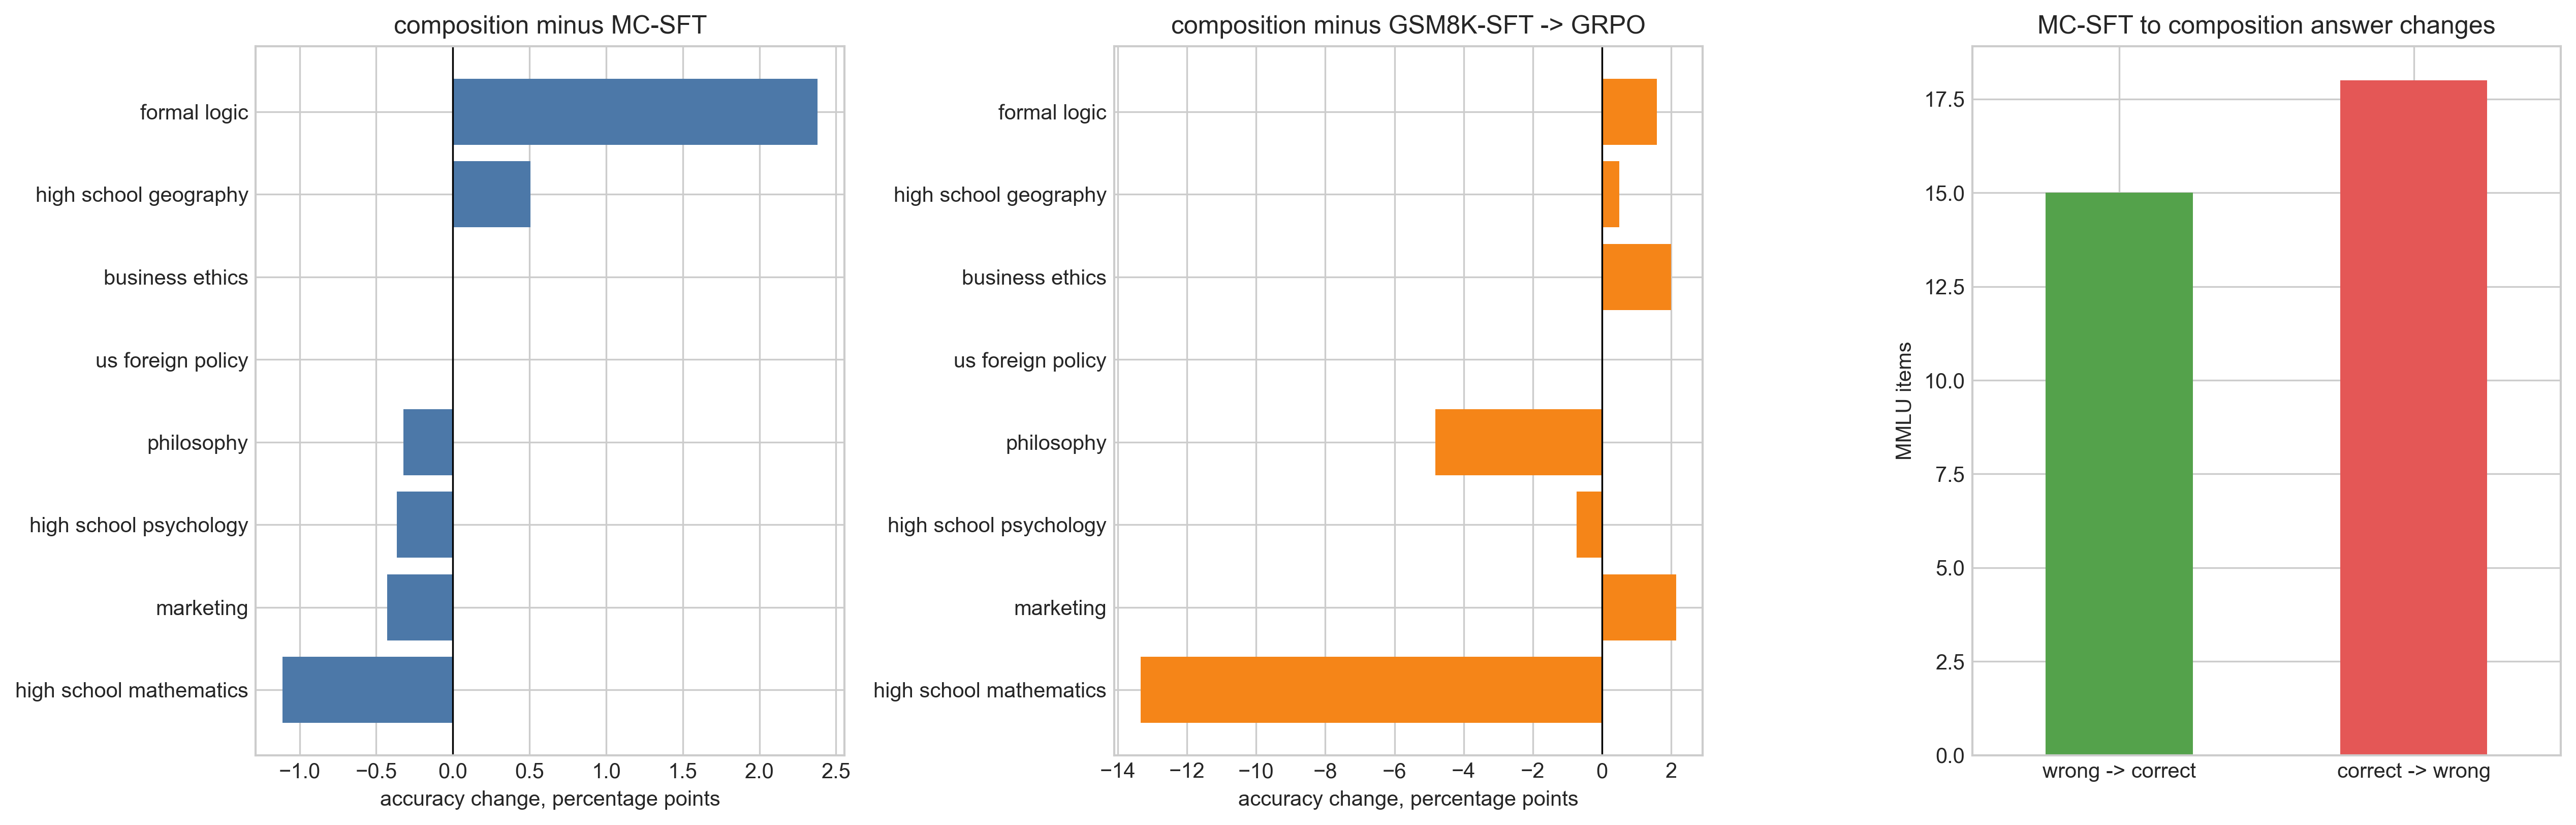 composition minus MC-SFT
formal logic
high school geography
business ethics
us foreign policy
philosophy
high school psychology
marketing
high school mathematics
−1.0 −0.5 0.0 0.5 1.0 1.5 2.0 2.5
accuracy change, percentage points
composition minus GSM8K-SFT -> GRPO
formal logic
high school geography
business ethics
us foreign policy
philosophy
high school psychology
marketing
high school mathematics
−14 −12 −10 −8 −6 −4 −2 0 2
accuracy change, percentage points
MC-SFT to composition answer changes
MMLU items
17.5
15.0
12.5
10.0
7.5
5.0
2.5
0.0
wrong -> correct correct -> wrong